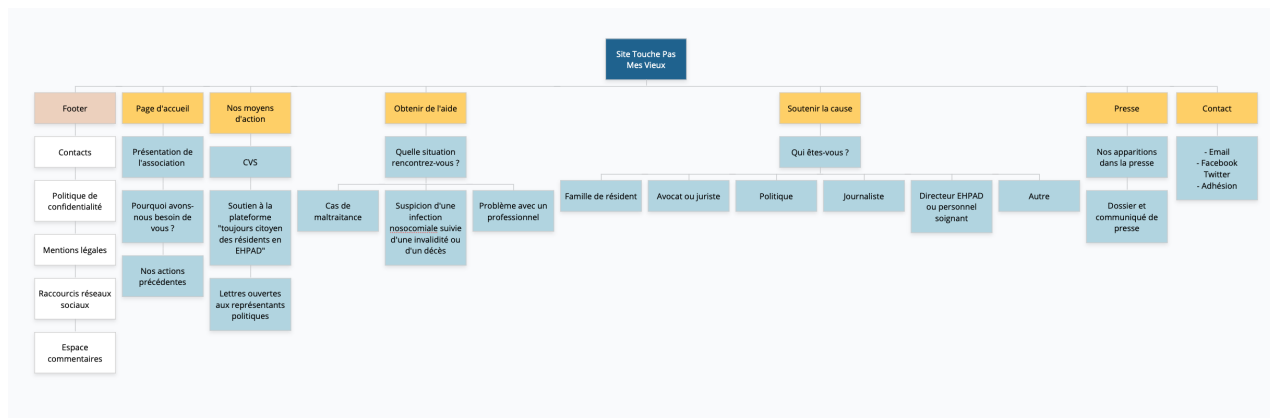 Site Touche Pas
Mes Vieux
Footer
Contacts
Politique de
confidentialité
Mentions légales
Raccourcis réseaux
sociaux
Espace
commentaires
Page d'accueil
Présentation de
l'association
Pourquoi avons-
nous besoin de
vous ?
Nos actions
précédentes
Nos moyens
d'action
CVS
Soutien à la
plateforme
"toujours citoyen
des résidents en
EHPAD"
Lettres ouvertes
aux représentants
politiques
Obtenir de l'aide
Quelle situation
rencontrez-vous ?
Cas de
maltraitance
Suspicion d'une
infection
nosocomiale suivie
d'une invalidité ou
d'un décès
Problème avec un
professionnel
Soutenir la cause
Qui êtes-vous ?
Famille de résident
Avocat ou juriste
Politique
Journaliste
Directeur EHPAD
ou personnel
soignant
Autre
Presse
Nos apparitions
dans la presse
Dossier et
communiqué de
presse
Contact
- Email
- Facebook
Twitter
- Adhésion